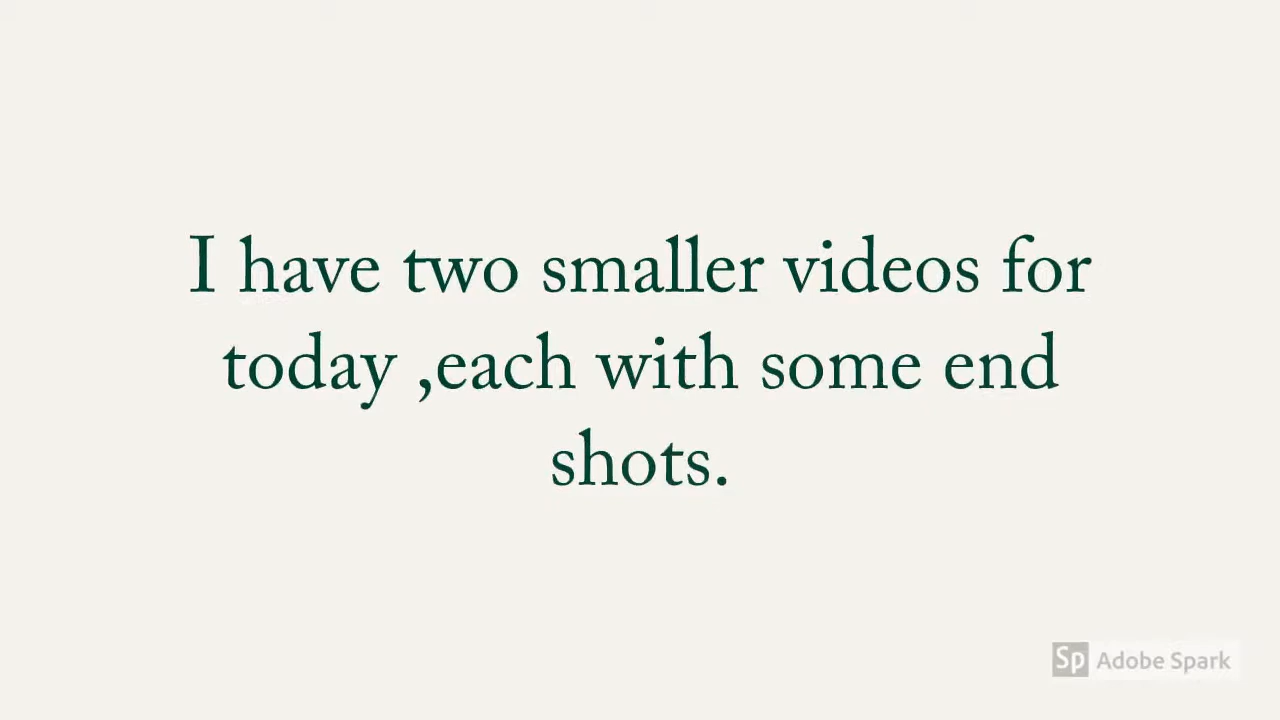 I have two smaller videos for
today ,each with some end
shots.
Sp Adobe Spark